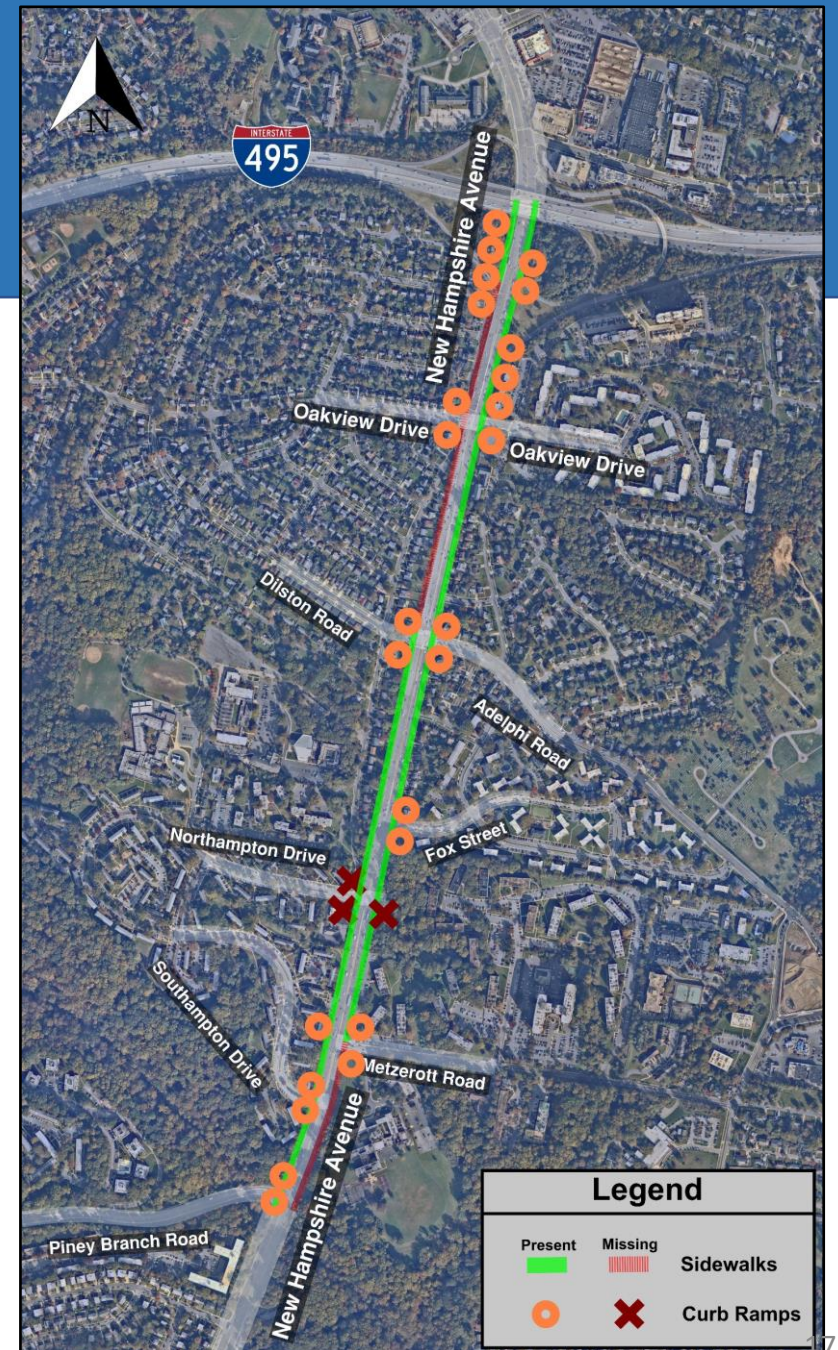 N
INTERSTATE
495
New Hampshire Avenue
Oakview Drive
Oakview Drive
Dilston Road
Adelphi Road
Fox Street
Northampton Drive
Southampton Drive
Metzerott Road
New Hampshire Avenue
Piney Branch Road
Legend
Present Missing
Sidewalks
Curb Ramps
17